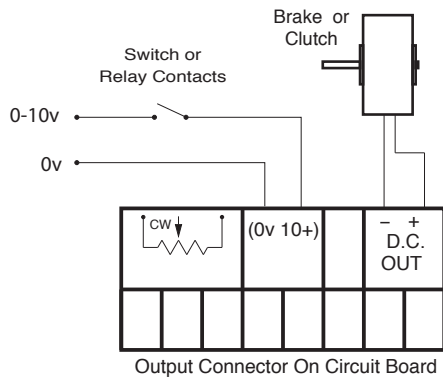 Brake or
Clutch
Switch or
Relay Contacts
0-10v
0v
CW
(0v 10+)
– +
D.C.
OUT
Output Connector On Circuit Board